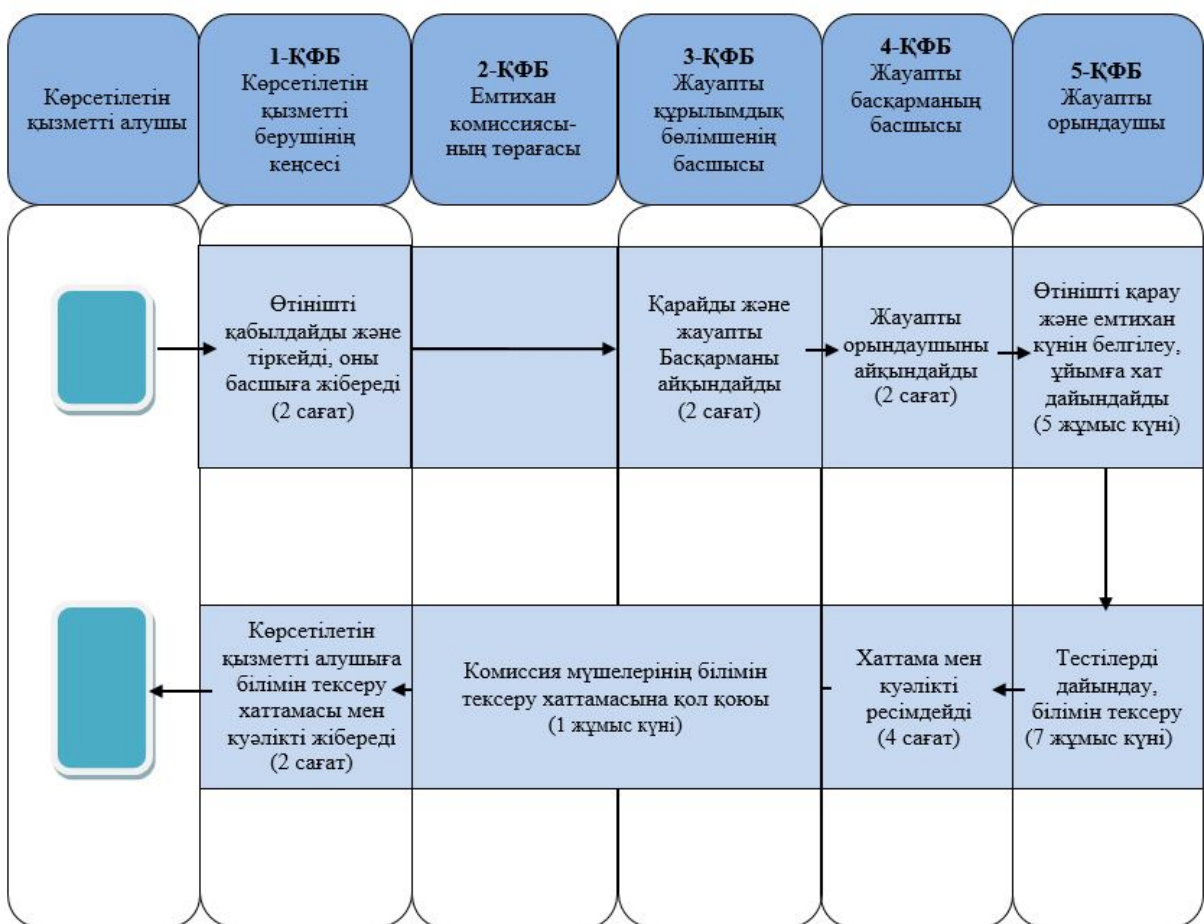 Көрсетілетін
қызметті алушы
1-ҚФБ
Көрсетілетін
қызметті
берушінің
кеңсесі
2-ҚФБ
Емтихан
комиссиясы-
ның төрағасы
3-ҚФБ
Жауапты
құрылымдық
бөлімшенің
басшысы
4-ҚФБ
Жауапты
басқарманың
басшысы
5-ҚФБ
Жауапты
орындаушы
Өтінішті
қабылдайды және
тіркейді, оны
басшыға жібереді
(2 сағат)
Қарайды және
жауапты
Басқарманы
айқындайды
(2 сағат)
Жауапты
орындаушыны
айқындайды
(2 сағат)
Өтінішті қарау
және емтихан
күнін белгілеу,
ұйымға хат
дайындайды
(5 жұмыс күні)
Көрсетілетін
қызметті алушыға
білімін тексеру
хаттамасы мен
куәлікті жібереді
(2 сағат)
Комиссия мүшелерінің білімін
тексеру хаттамасына қол қоюы
(1 жұмыс күні)
Хаттама мен
куәлікті
ресімдейді
(4 сағат)
Тестілерді
дайындау,
білімін тексеру
(7 жұмыс күні)